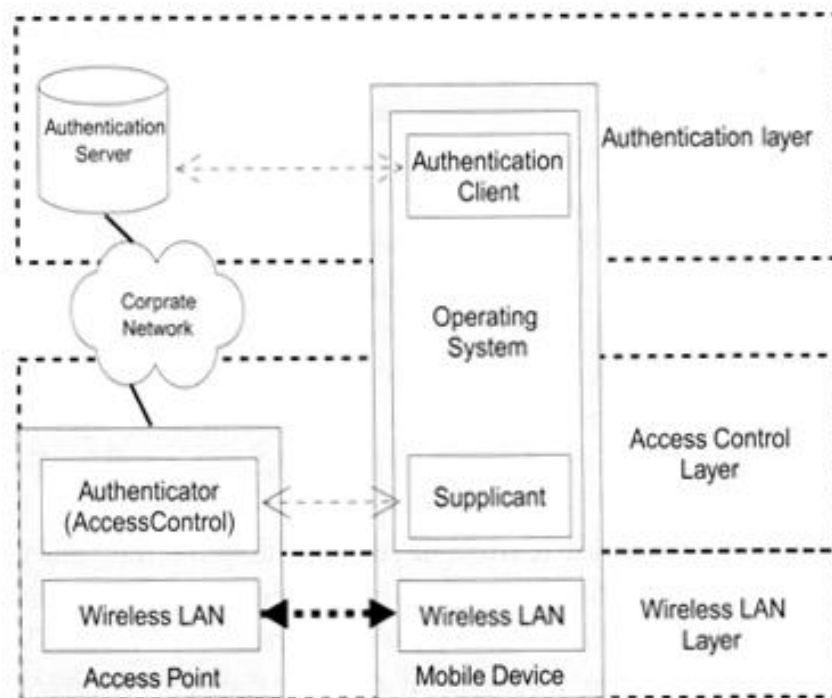 Authentication
Server
Authentication
Client
Authentication layer
Corprate
Network
Operating
System
Access Control
Layer
Authenticator
(AccessControl)
Supplicant
Wireless LAN
Wireless LAN
Wireless LAN
Layer
Access Point
Mobile Device